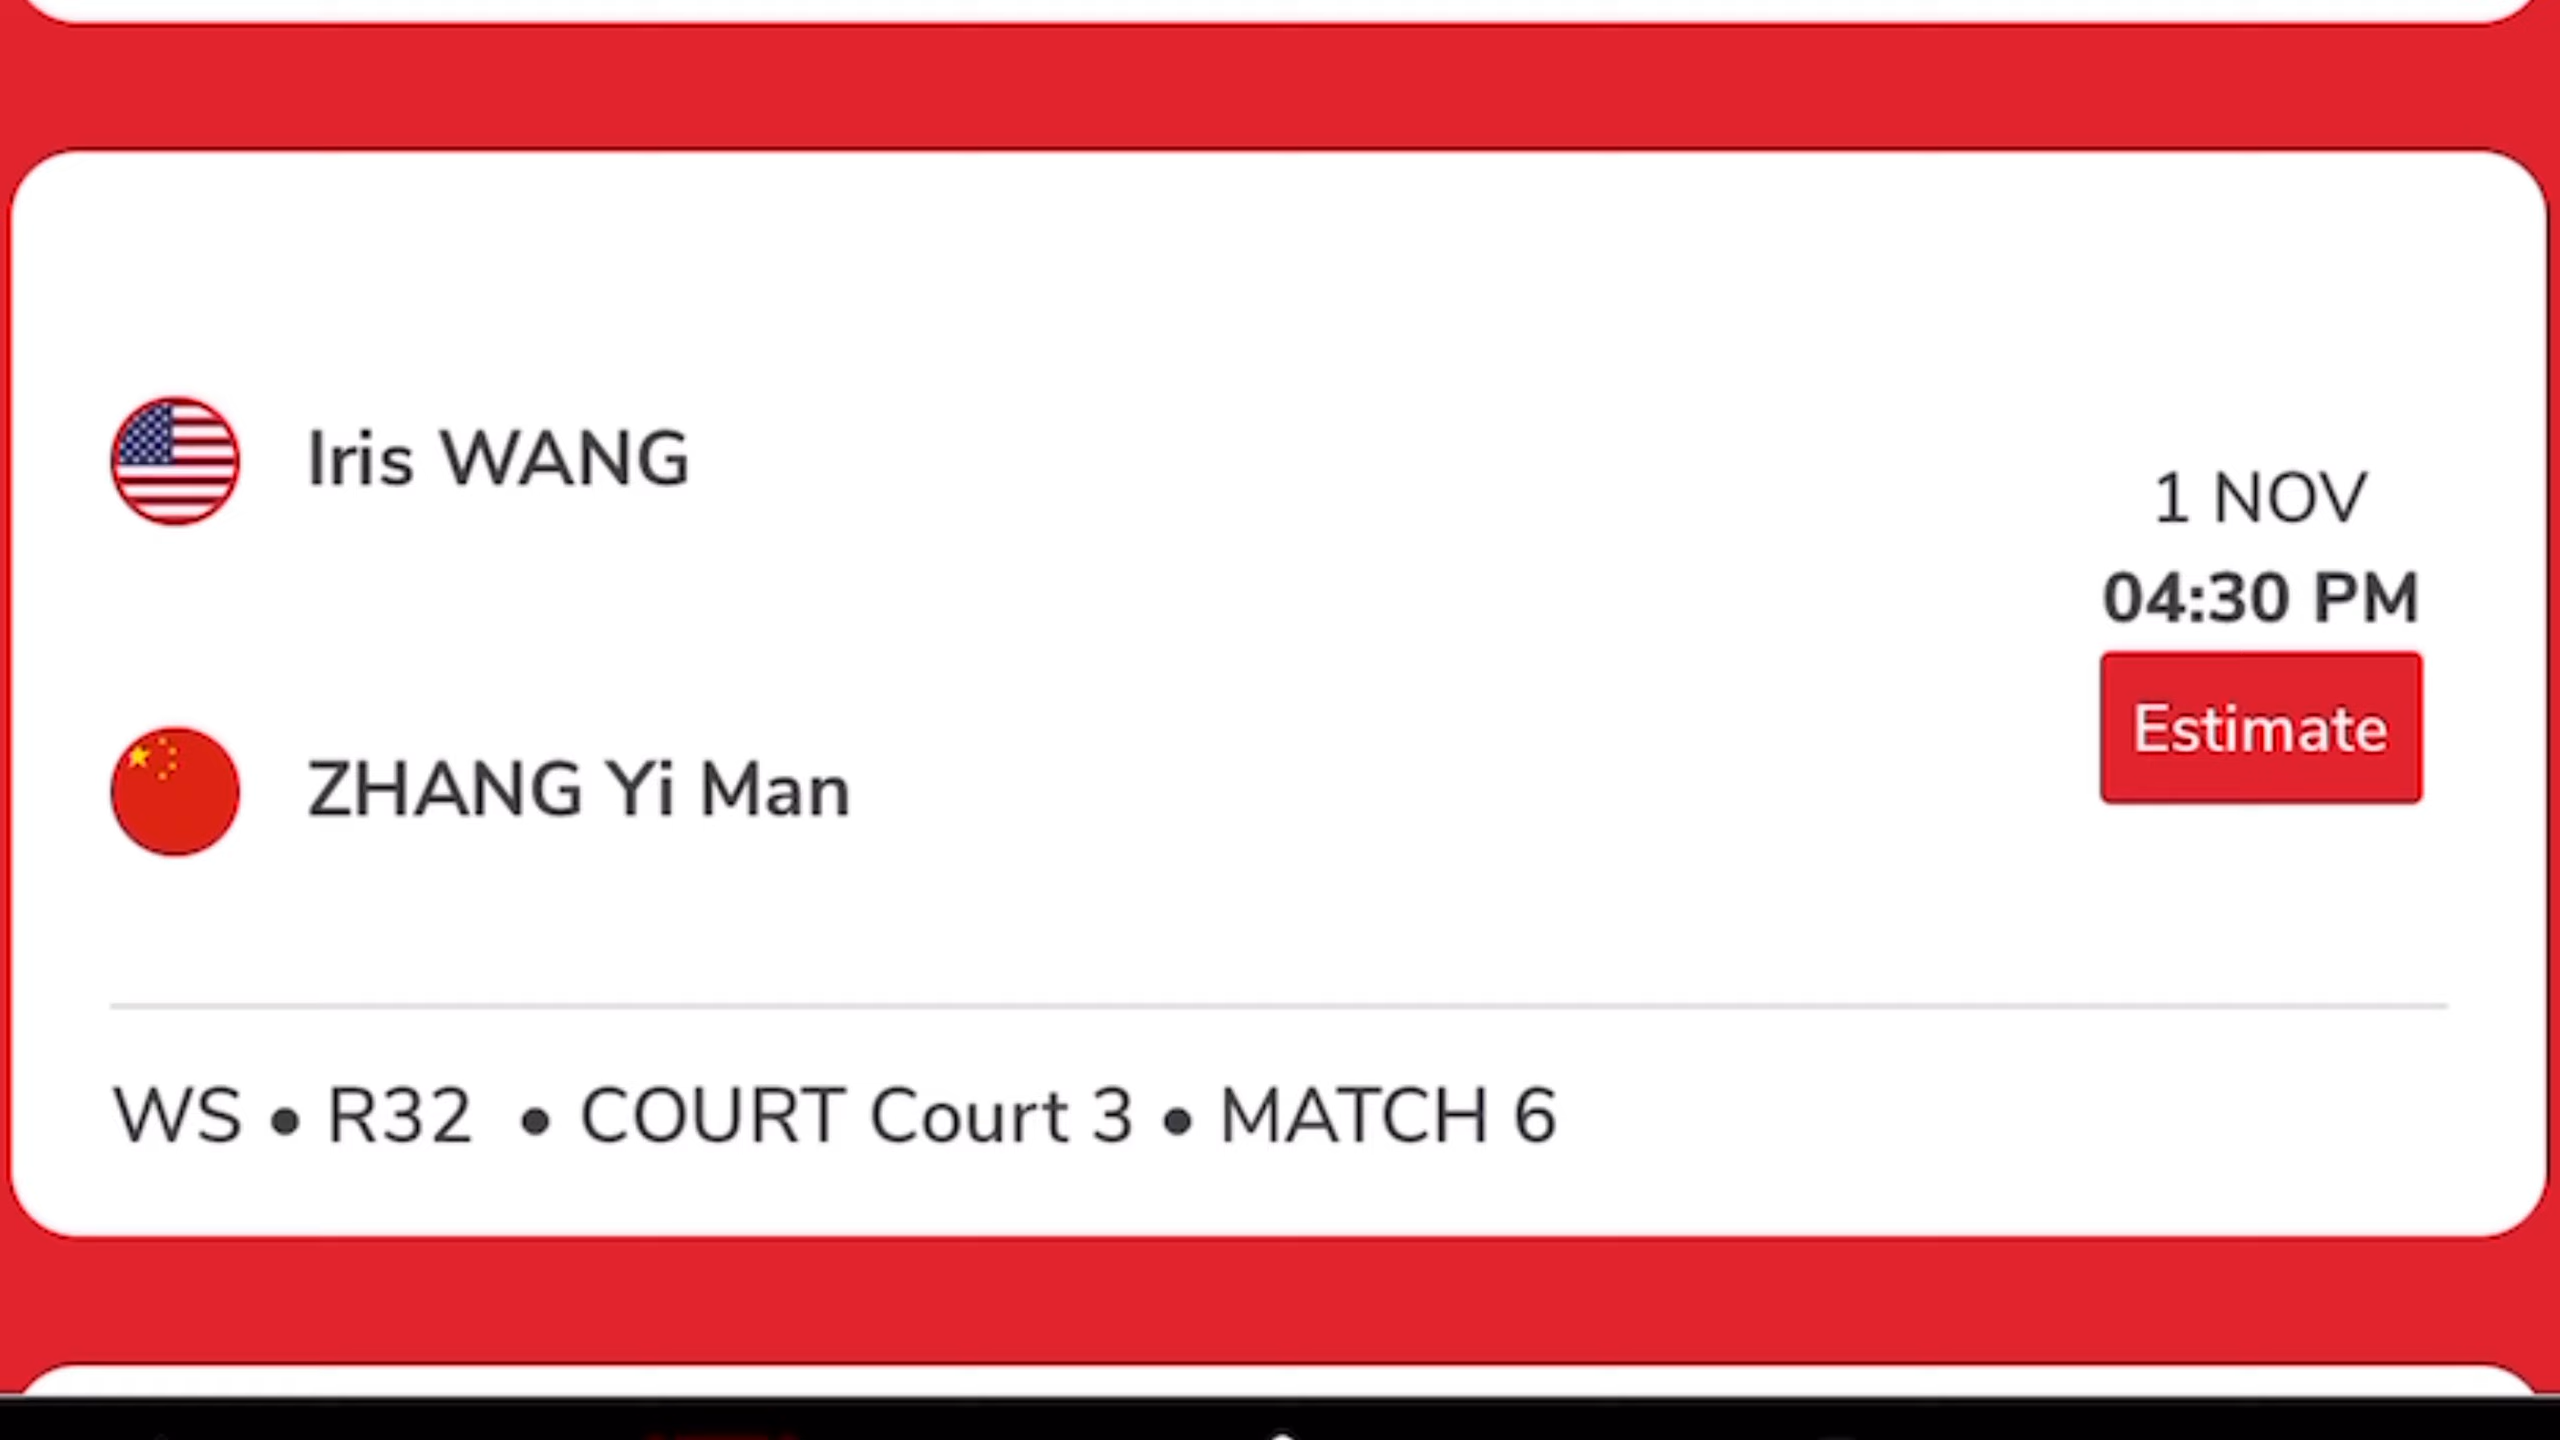 Iris WANG
1 NOV
04:30 PM
Estimate
ZHANG Yi Man
WS • R32 • COURT Court 3 • MATCH 6